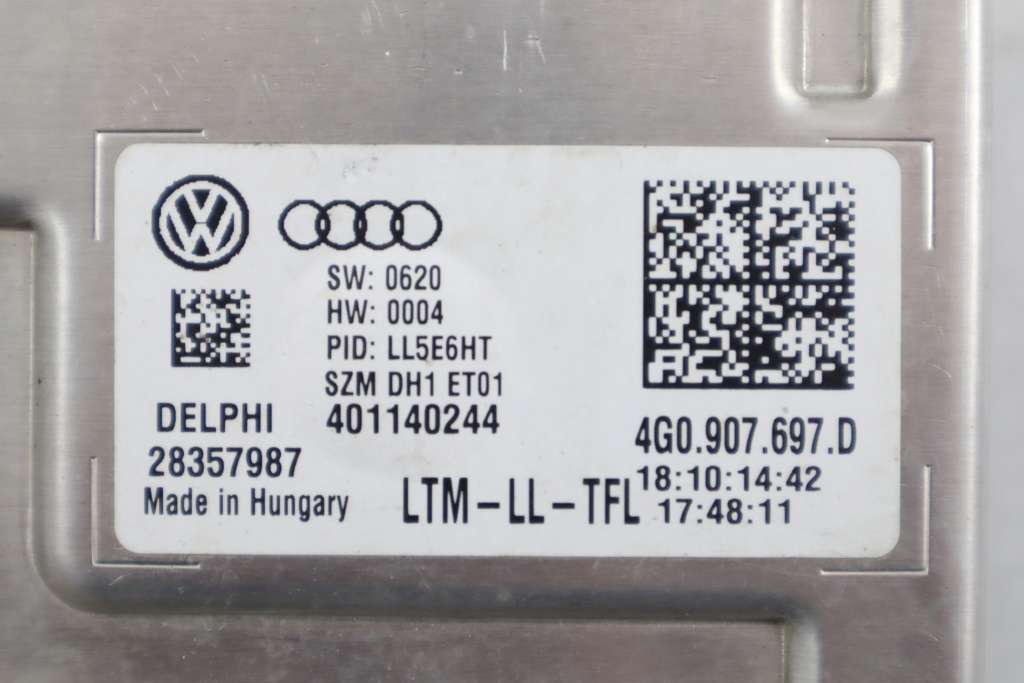 VW
SW: 0620
HW: 0004
PID: LL5E6HT
SZM DH1 ET01
401140244
DELPHI
28357987
Made in Hungary
LTM-LL-TFL
4G0.907.697.D
18:10:14:42
17:48:11